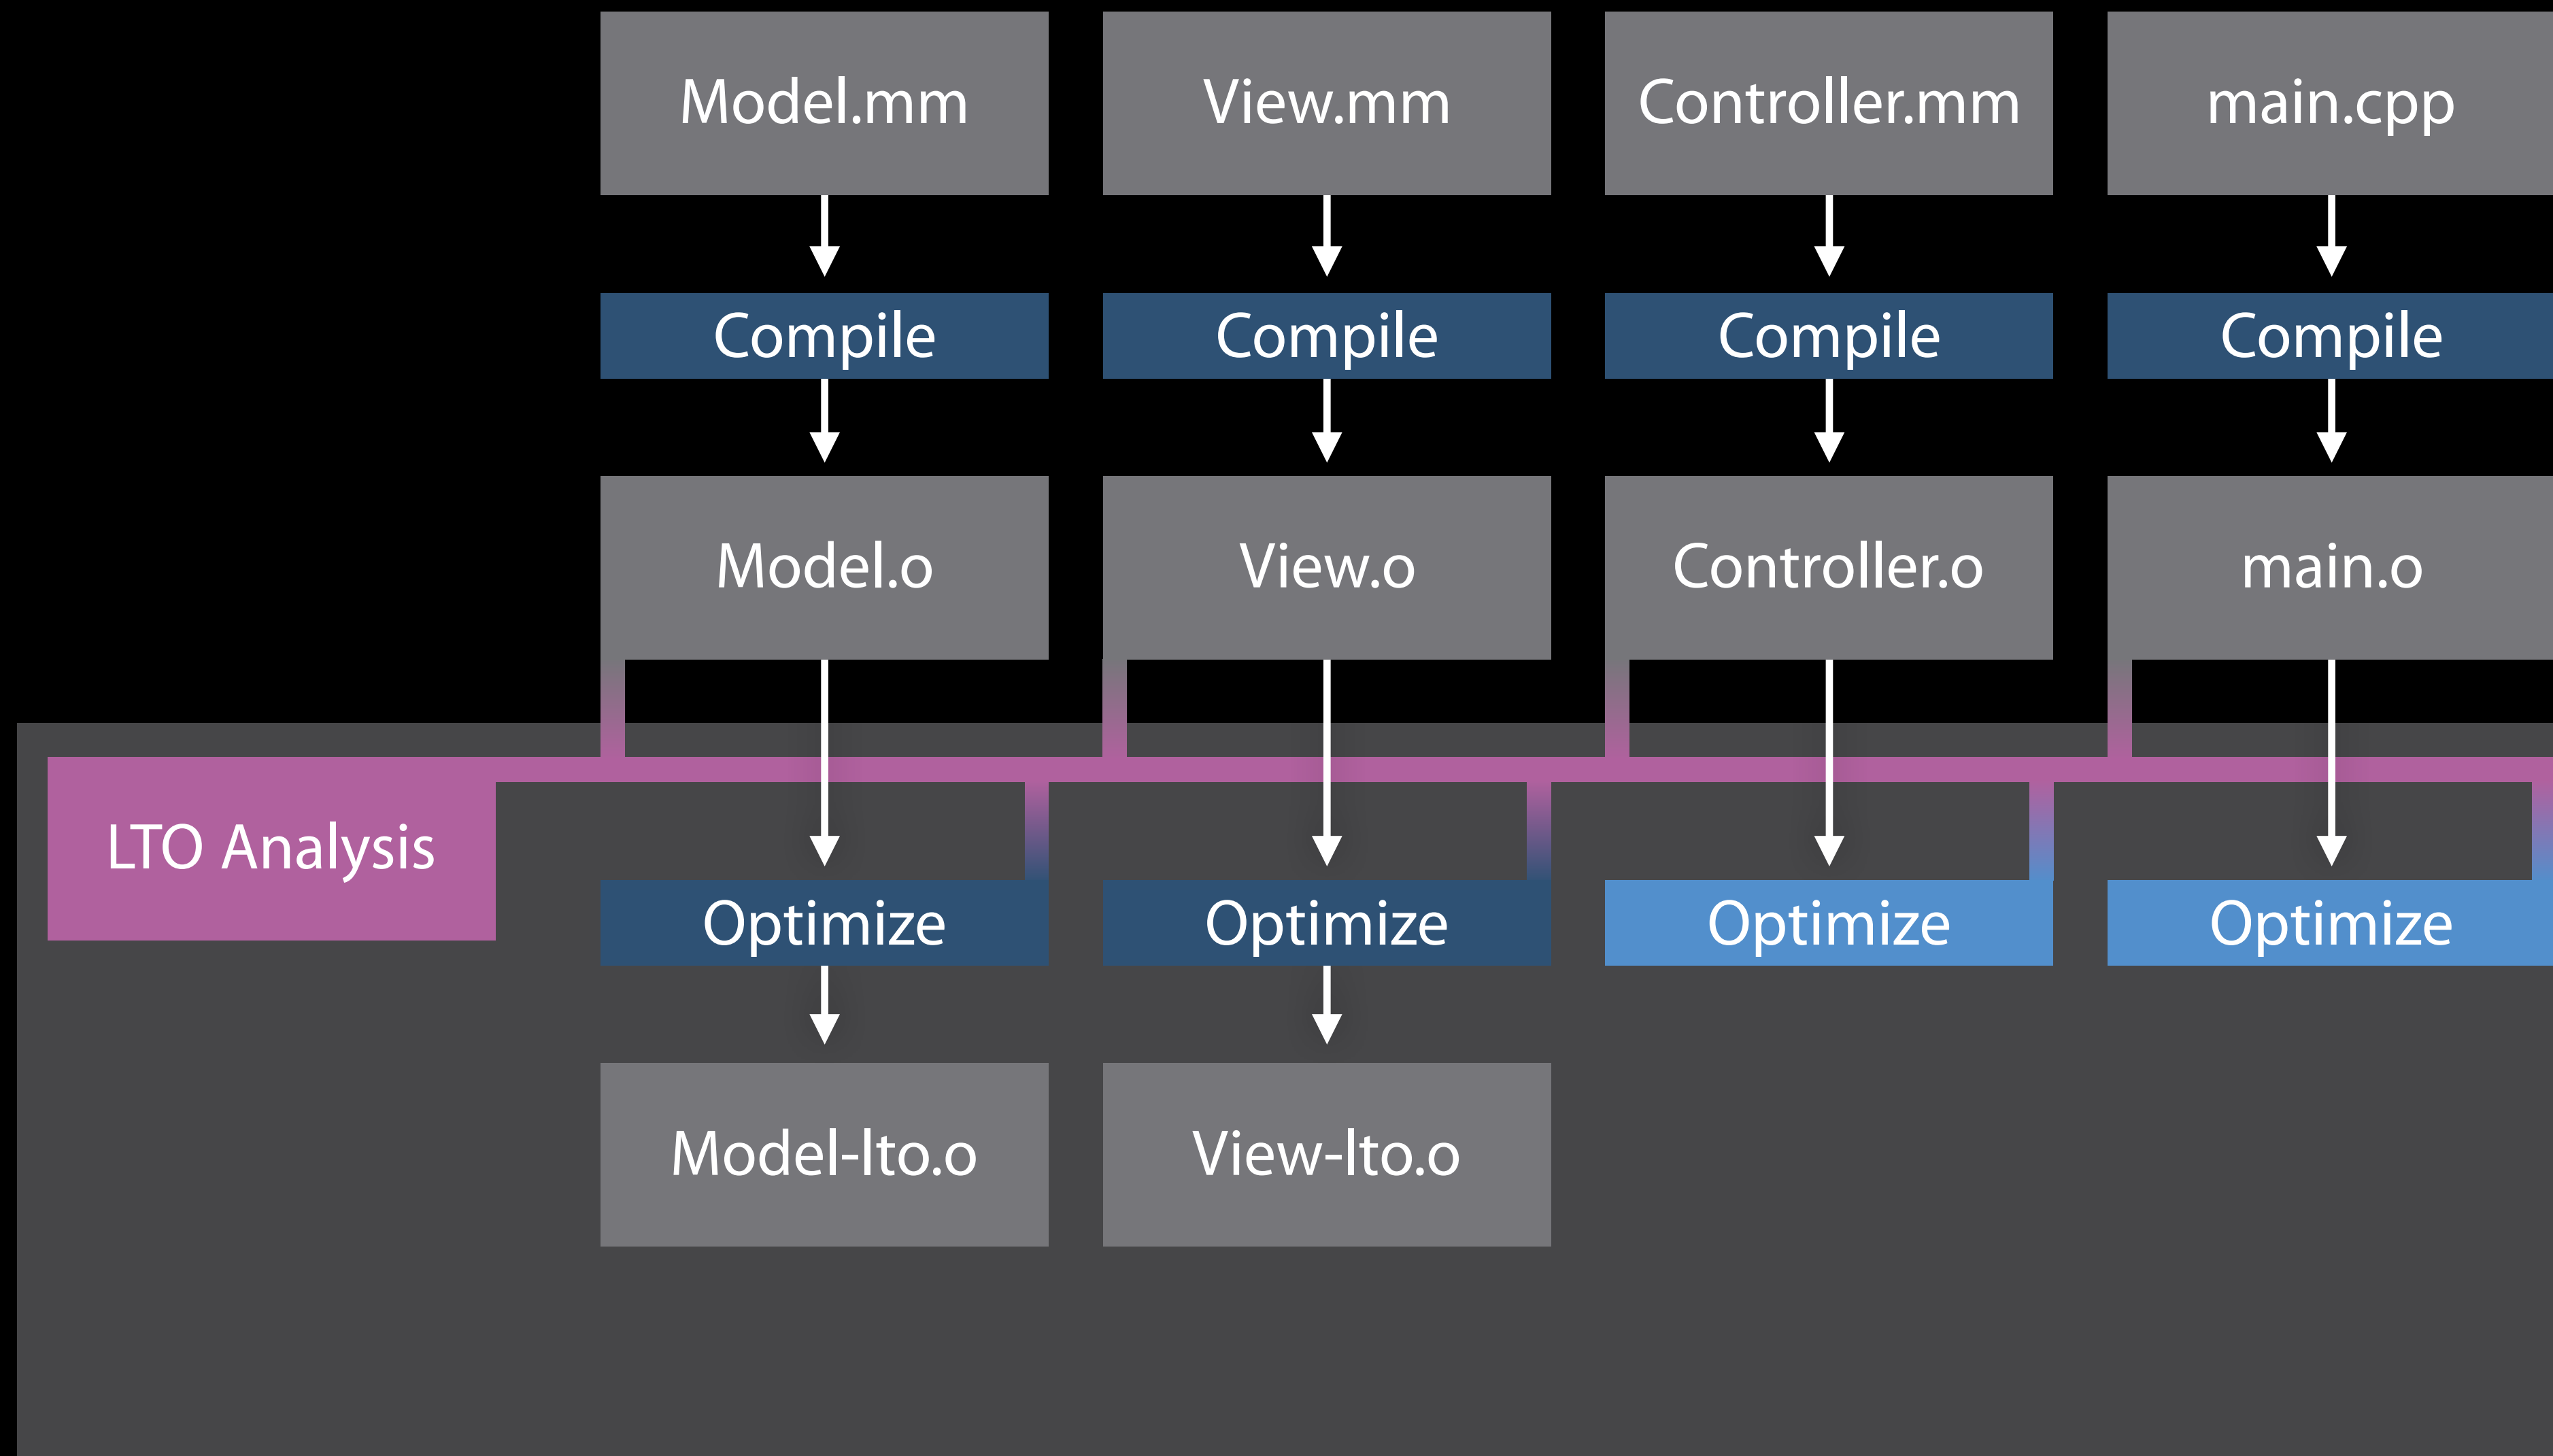 Model.mm
View.mm
Controller.mm
main.cpp
Compile
Compile
Compile
Compile
Model.o
View.o
Controller.o
main.o
LTO Analysis
Optimize
Optimize
Optimize
Optimize
Model-lto.o
View-lto.o